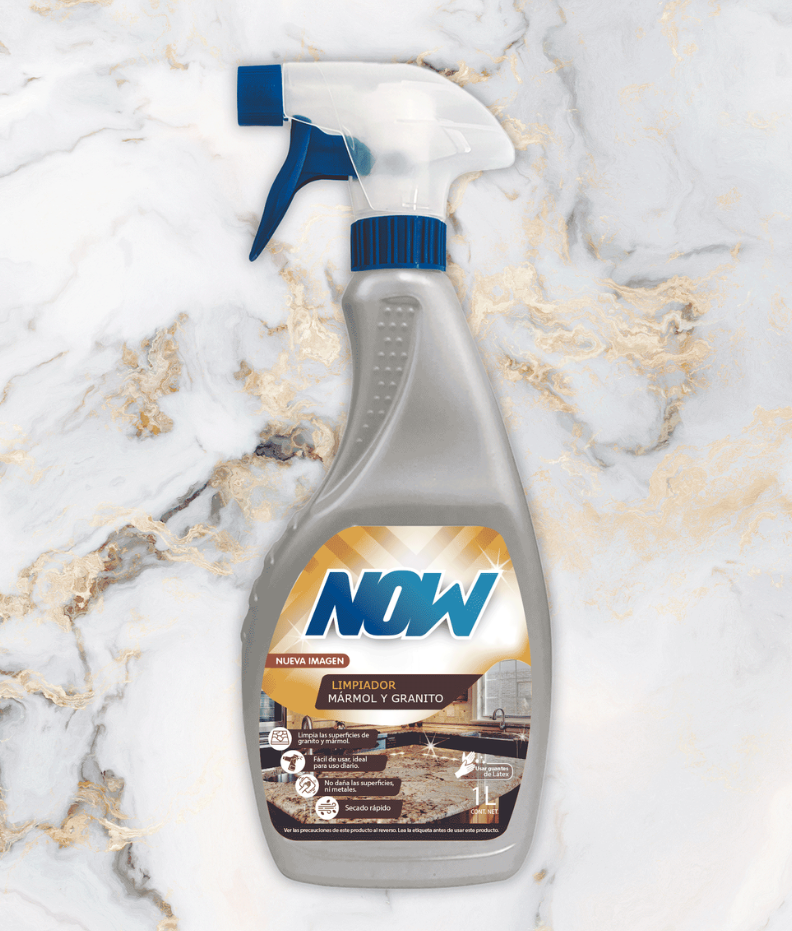 NOW
NUEVA IMAGEN
LIMPIADOR
MÁRMOL Y GRANITO
Limpia las superficies de
granito y mármol.
Fácil de usar, ideal
para uso diario.
No daña las superficies,
ni metales.
Secado rápido
Usar guantes
de Látex
1L
CONT. NET.
Ver las precauciones de este producto al reverso. Lea la etiqueta antes de usar este producto.